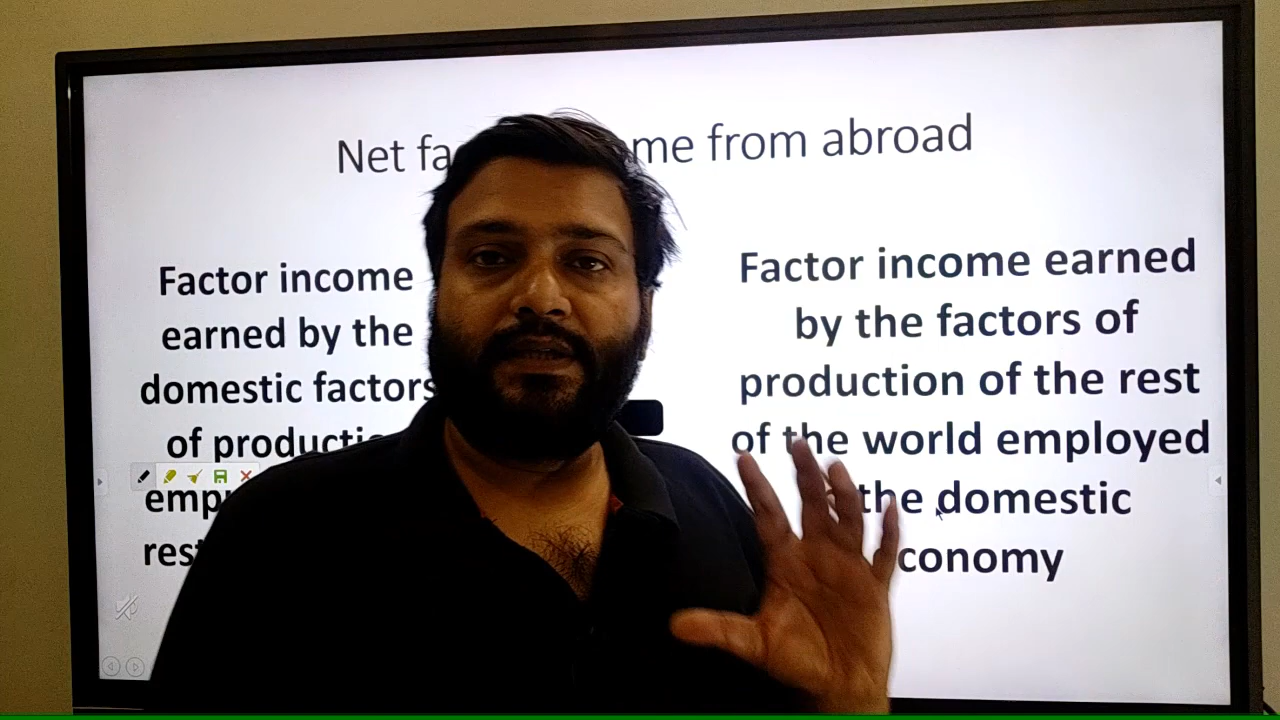 Net fa me from abroad
Factor income
earned by the
domestic factors
of producti
emp
res
Factor income earned
by the factors of
production of the rest
of the world employed
the domestic
conomy